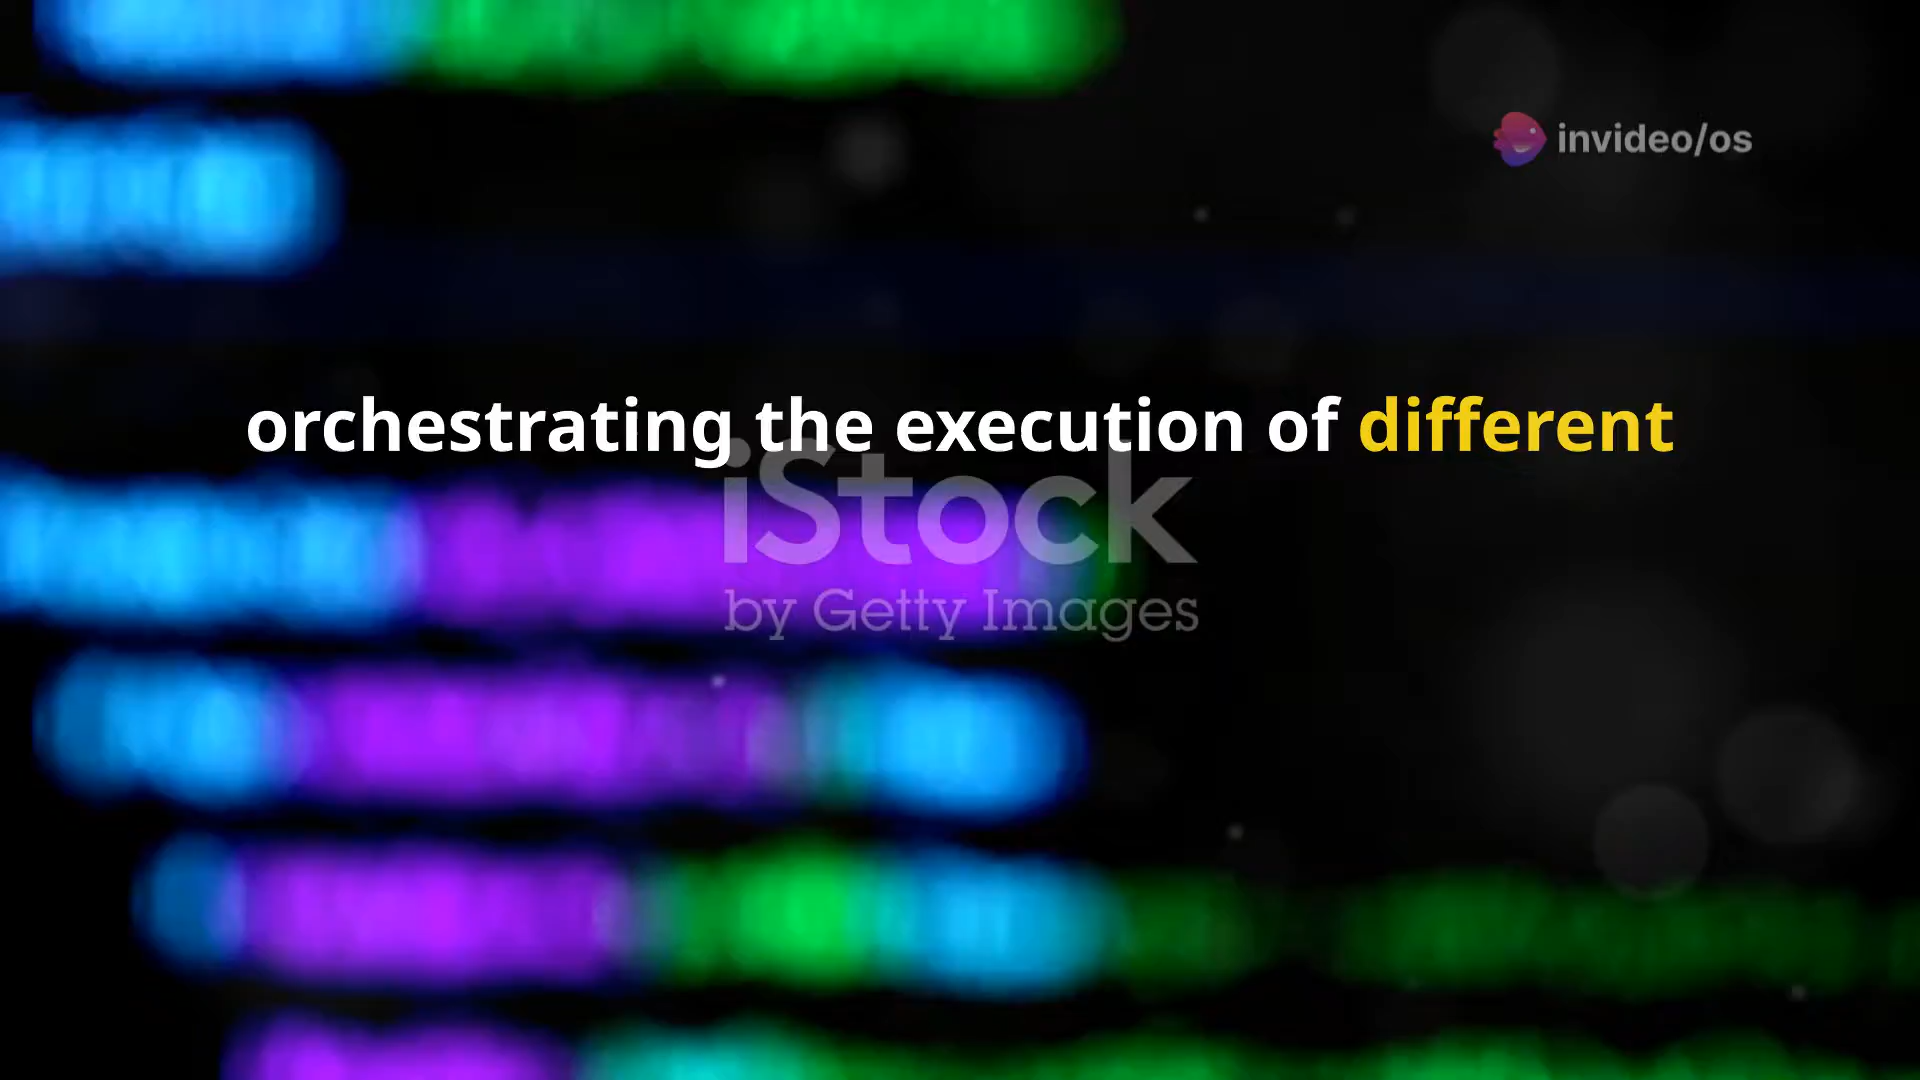 invideo/os
orchestrating the execution of different
iStock
by Getty Images